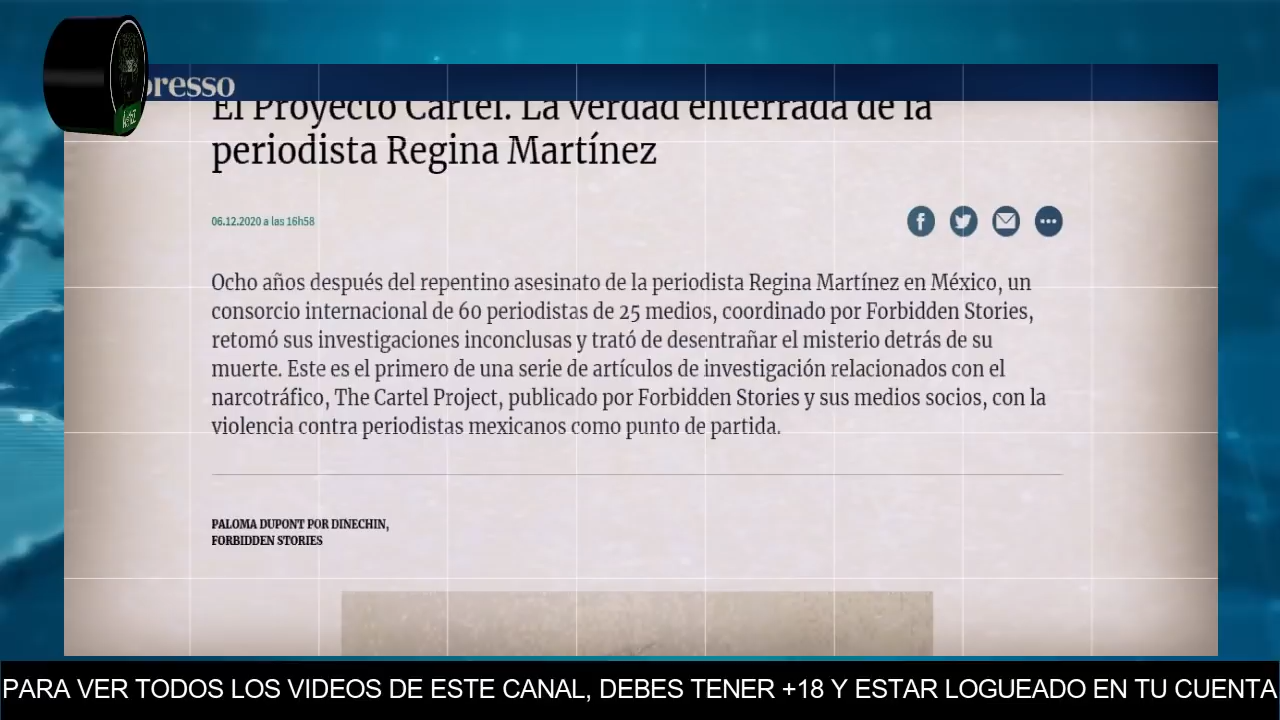 presso
El Proyecto Cartel. La verdad enterrada de la
periodista Regina Martínez
06.12.2020 a las 16h58
Ocho años después del repentino asesinato de la periodista Regina Martínez en México, un
consorcio internacional de 60 periodistas de 25 medios, coordinado por Forbidden Stories,
retomó sus investigaciones inconclusas y trató de desentrañar el misterio detrás de su
muerte. Este es el primero de una serie de artículos de investigación relacionados con el
narcotráfico, The Cartel Project, publicado por Forbidden Stories y sus medios socios, con la
violencia contra periodistas mexicanos como punto de partida.
PALOMA DUPONT POR DINECHIN,
FORBIDDEN STORIES
PARA VER TODOS LOS VIDEOS DE ESTE CANAL, DEBES TENER +18 Y ESTAR LOGUEADO EN TU CUENTA